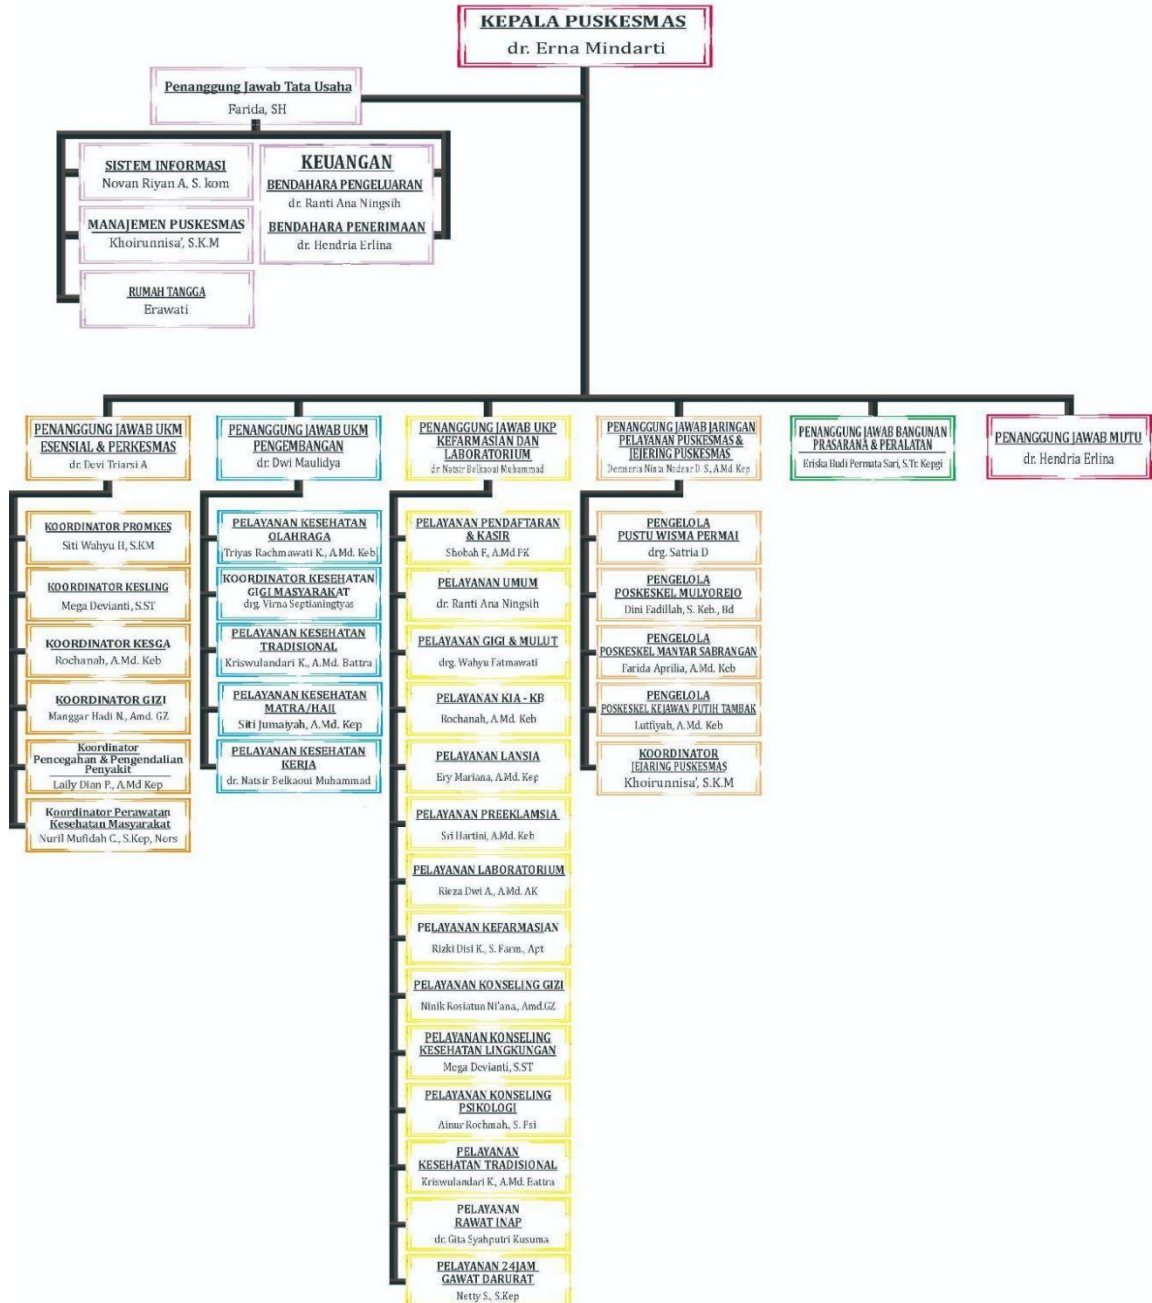 KEPALA PUSKESMAS
dr. Erna Mindarti
Penanggung Jawab Tata Usaha
Farida, SH
SISTEM INFORMASI
Novan Riyan A, S. kom
MANAJEMEN PUSKESMAS
Khoirunnisa', S.K.M
RUMAH TANGGA
Erawati
KEUANGAN
BENDAHARA PENGELUARAN
dr. Ranti Ana Ningsih
BENDAHARA PENERIMAAN
dr. Hendria Erlina
PENANGGUNG JAWAB UKM
ESENSIAL & PERKESMAS
dr. Devi Triarsi A
KOORDINATOR PROMKES
Siti Wahyu H, S.KM
KOORDINATOR KESLING
Mega Devianti, S.ST
KOORDINATOR KESGA
Rochanah, A.Md. Keb
KOORDINATOR GIZI
Manggar Hadi N., Amd. GZ
Koordinator
Pencegahan & Pengendalian
Penyakit
Laily Dian P., A.Md Kep
Koordinator Perawatan
Kesehatan Masyarakat
Nuril Mufidah C., S.Kep, Ners
PENANGGUNG JAWAB UKM
PENGEMBANGAN
dr. Dwi Maulidya
PELAYANAN KESEHATAN
OLAHRAGA
Triyas Rachmawati K., A.Md. Keb
KOORDINATOR KESEHATAN
GIGI MASYARAKAT
drg. Virna Septianingtyas
PELAYANAN KESEHATAN
TRADISIONAL
Kriswulandari K., A.Md. Battra
PELAYANAN KESEHATAN
MATRA/HAJI
Siti Jumaiyah, A.Md. Kep
PELAYANAN KESEHATAN
KERJA
dr. Natsir Belkaoui Muhammad
PENANGGUNG JAWAB UKP
KEFARMASIAN DAN
LABORATORIUM
dr Natsir Belkaoui Muhammad
PELAYANAN PENDAFTARAN
& KASIR
Shobah F., A.Md FK
PELAYANAN UMUM
dr. Ranti Ana Ningsih
PELAYANAN GIGI & MULUT
drg. Wahyu Fatmawati
PELAYANAN KIA - KB
Rochanah, A.Md. Keb
PELAYANAN LANSIA
Ery Mariana, A.Md. Kep
PELAYANAN PREEKLAMSIA
Sri Hartini, A.Md. Keb
PELAYANAN LABORATORIUM
Rieza Dwi A., A.Md. AK
PELAYANAN KEFARMASIAN
Rizki Disi K., S. Farm., Apt
PELAYANAN KONSELING GIZI
Ninik Rosiatun Ni'ana, Amd.GZ
PELAYANAN KONSELING
KESEHATAN LINGKUNGAN
Mega Devianti, S.ST
PELAYANAN KONSELING
PSIKOLOGI
Ainur Rochmah, S. Psi
PELAYANAN
KESEHATAN TRADISIONAL
Kriswulandari K., A.Md. Battra
PELAYANAN
RAWAT INAP
dr. Gita Syahputri Kusuma
PELAYANAN 24JAM
GAWAT DARURAT
Netty S., S.Kep
PENANGGUNG JAWAB JARINGAN
PELAYANAN PUSKESMAS &
JEJERING PUSKESMAS
D. S., A.Md. Kep
PENGELOLA
PUSTU WISMA PERMAI
drg. Satria D
PENGELOLA
POSKESKEL MULYOREJO
Dini Fadillah, S. Keb., Bd
PENGELOLA
POSKESKEL MANYAR SABRANGAN
Farida Aprilia, A.Md. Keb
PENGELOLA
POSKESKEL KEJAWAN PUTIH TAMBAK
Lutfiyah, A.Md. Keb
KOORDINATOR
JEJARING PUSKESMAS
Khoirunnisa', S.K.M
PENANGGUNG JAWAB BANGUNAN
PRASARANA & PERALATAN
Eriska Budi Permata Sari, S.Tr. Kepgi
PENANGGUNG JAWAB MUTU
dr. Hendria Erlina